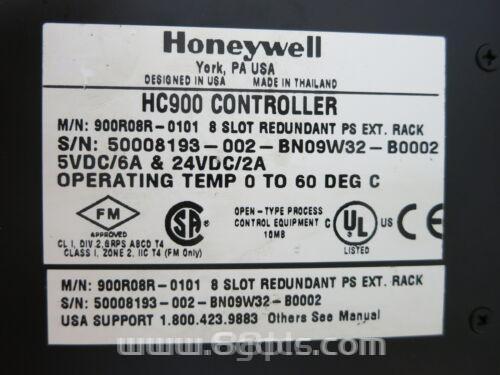 Honeywell
York, PA USA
DESIGNED IN USA MADE IN THAILAND
HC900 CONTROLLER
M/N: 900R08R-0101 8 SLOT REDUNDANT PS EXT. RACK
S/N: 50008193-002-BN09W32-B0002
5VDC/6A & 24VDC/2A
OPERATING TEMP 0 TO 60 DEG C
FM
APPROVED
CL I, DIV 2,GRPS ABCD T4
CLASS I, ZONE 2, IIC T4 (FM Only)
SA
OPEN-TYPE PROCESS
CONTROL EQUIPMENT
10MB
C UL US
LISTED
CE
M/N: 900R08R-0101 8 SLOT REDUNDANT PS EXT. RACK
S/N: 50008193-002-BN09W32-B0002
USA SUPPORT 1.800.423.9883 Others See Manual